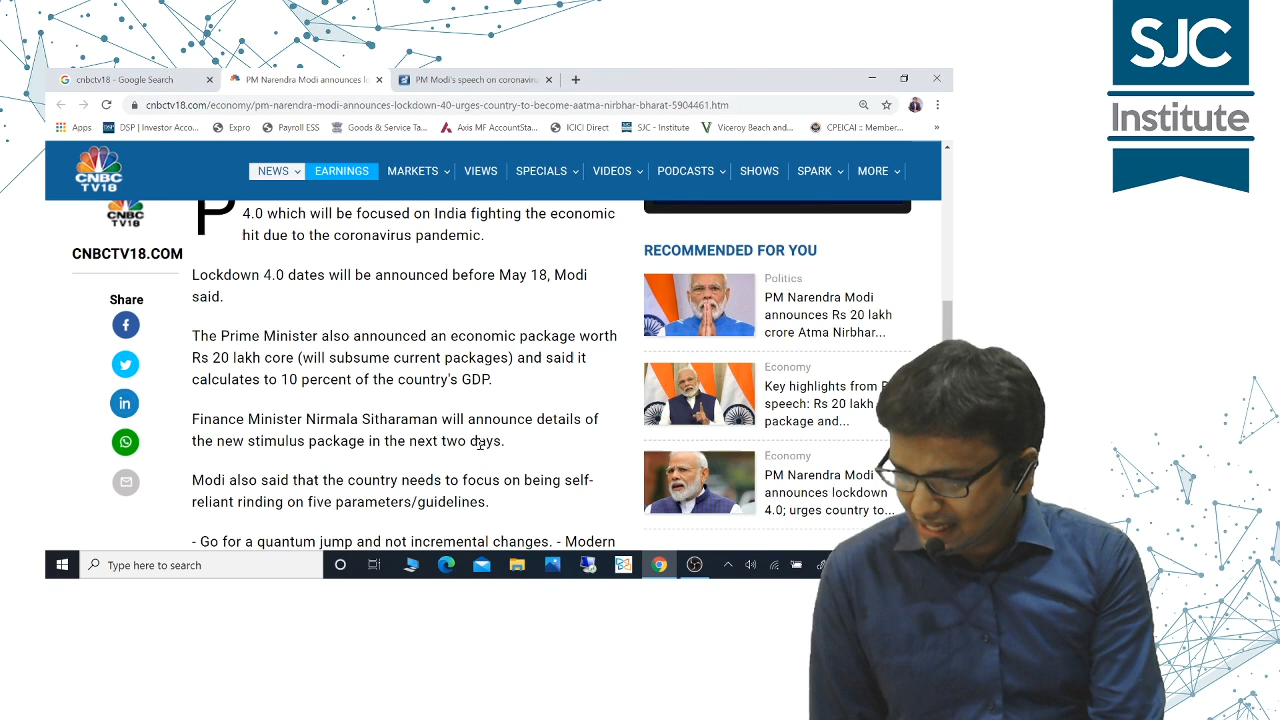 SJC
Institute
cnbctv18 - Google Search
PM Narendra Modi announces lo
PM Modi's speech on coronaviru
cnbctv18.com/economy/pm-narendra-modi-announces-lockdown-40-urges-country-to-become-aatma-nirbhar-bharat-5904461.htm
Apps DSP | Investor Acco... Expro Payroll ESS Goods & Service Ta... Axis MF AccountSta... ICICI Direct SJC - Institute Viceroy Beach and... CPEICAI :: Member... »
CNBC
TV18
NEWS EARNINGS MARKETS VIEWS SPECIALS VIDEOS PODCASTS SHOWS SPARK MORE
CNBC
TV18
CNBCTV18.COM
Share
P
4.0 which will be focused on India fighting the economic
hit due to the coronavirus pandemic.
Lockdown 4.0 dates will be announced before May 18, Modi
said.
The Prime Minister also announced an economic package worth
Rs 20 lakh core (will subsume current packages) and said it
calculates to 10 percent of the country's GDP.
Finance Minister Nirmala Sitharaman will announce details of
the new stimulus package in the next two days.
Modi also said that the country needs to focus on being self-
reliant rinding on five parameters/guidelines.
- Go for a quantum jump and not incremental changes. - Modern
RECOMMENDED FOR YOU
Politics
PM Narendra Modi
announces Rs 20 lakh
crore Atma Nirbhar...
Economy
Key highlights from P
speech: Rs 20 lakh
package and...
Economy
PM Narendra Modi
announces lockdown
4.0; urges country to...
Type here to search